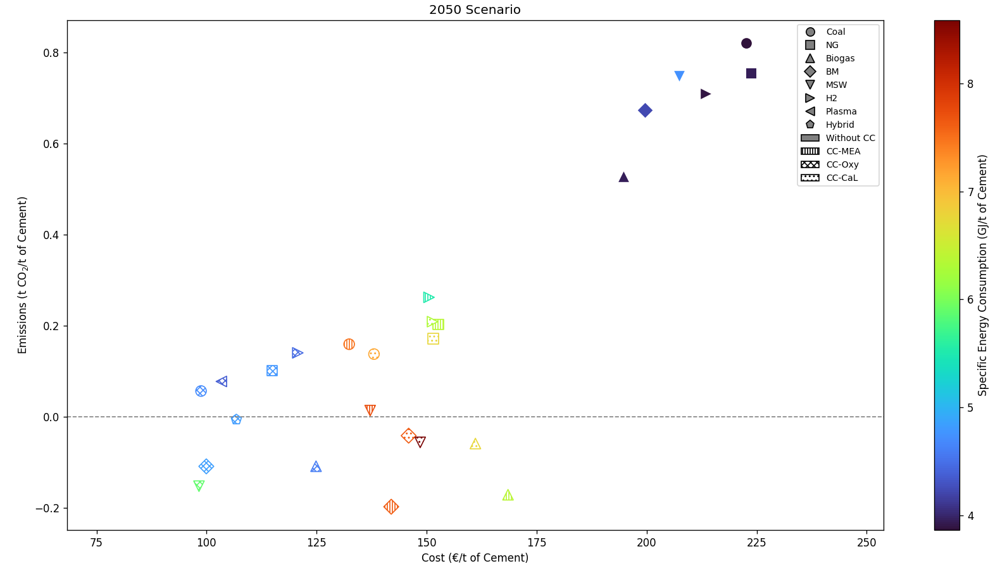 2050 Scenario
Emissions (t CO₂/t of Cement)
0.8
0.6
0.4
0.2
0.0
−0.2
75
100
125
150
175
200
225
250
Cost (€/t of Cement)
Coal
NG
Biogas
BM
MSW
H2
Plasma
Hybrid
Without CC
CC-MEA
CC-Oxy
CC-CaL
8
7
6
5
4
Specific Energy Consumption (GJ/t of Cement)